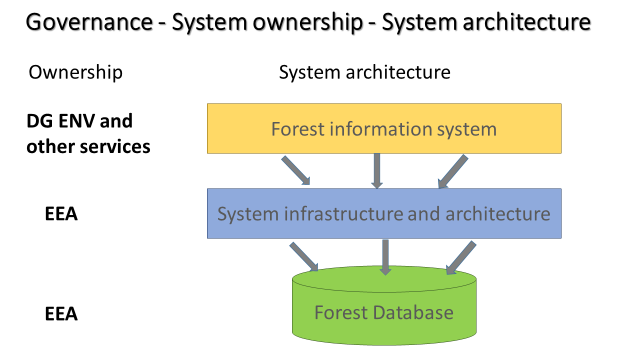 Governance - System ownership - System architecture
Ownership
System architecture
DG ENV and
other services
Forest information system
EEA
System infrastructure and architecture
EEA
Forest Database